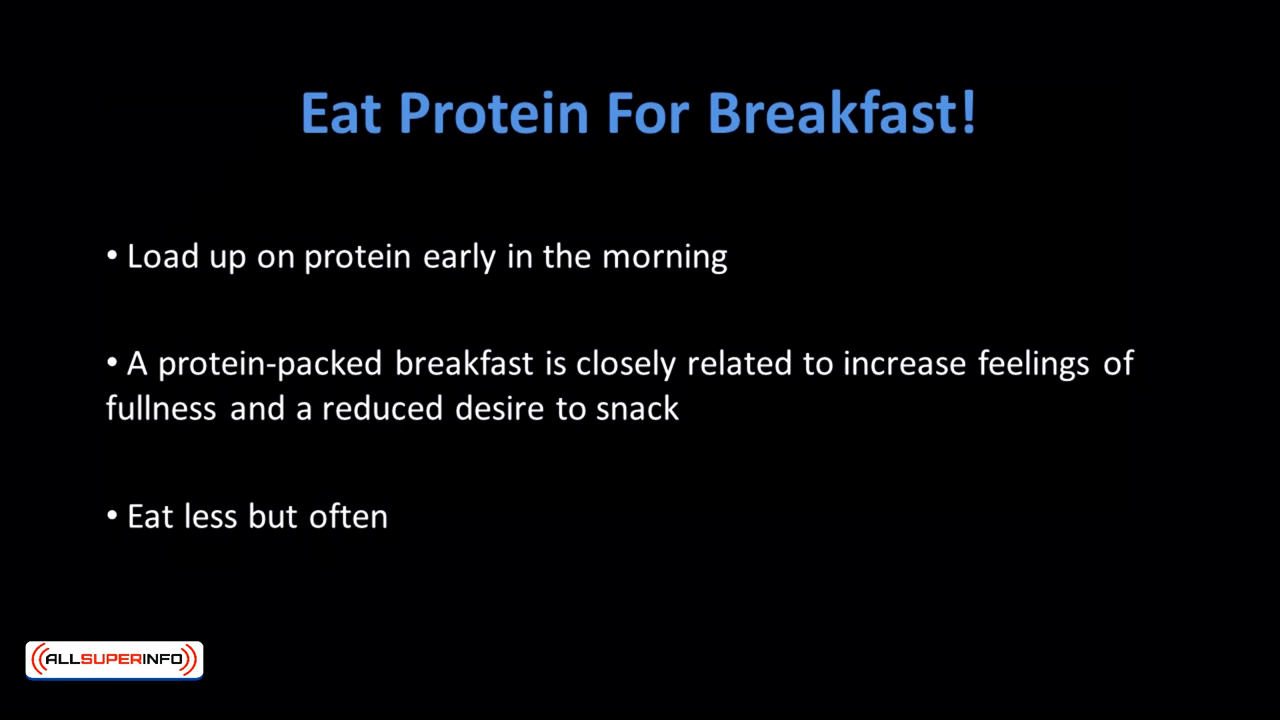 Eat Protein For Breakfast!
• Load up on protein early in the morning
• A protein-packed breakfast is closely related to increase feelings of
fullness and a reduced desire to snack
• Eat less but often
ALLSUPERINFO